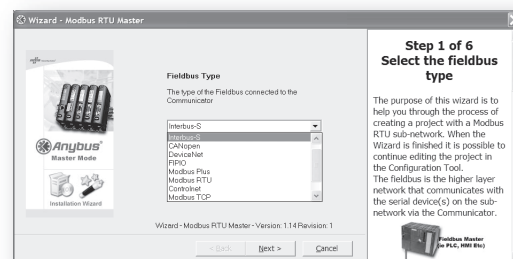 Wizard - Modbus RTU Master
Anybus®
Master Mode
Installation Wizard
Fieldbus Type
The type of the Fieldbus connected to the
Communicator
Interbus-S
Interbus-S
CANopen
DeviceNet
FIPIO
Modbus Plus
Modbus RTU
Controlnet
Modbus TCP
Wizard - Modbus RTU Master - Version: 1.14 Revision: 1
< Back
Next >
Cancel
Step 1 of 6
Select the fieldbus
type
The purpose of this wizard is to
help you through the process of
creating a project with a Modbus
RTU sub-network. When the
Wizard is finished it is possible to
continue editing the project in
the Configuration Tool.
The fieldbus is the higher layer
network that communicates with
the serial device(s) on the sub-
network via the Communicator.
Fieldbus Master
(ie PLC, HMI Etc)